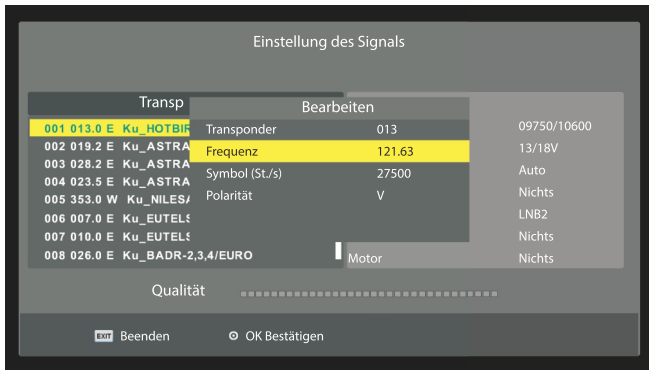 Einstellung des Signals
Transp
001 013.0 E Ku_HOTBIR
002 019.2 E Ku_ASTRA
003 028.2 E Ku_ASTRA
004 023.5 E Ku_ASTRA
005 353.0 W Ku_NILESA
006 007.0 E Ku_EUTELS
007 010.0 E Ku_EUTELS
008 026.0 E Ku_BADR-2,3,4/EURO
Bearbeiten
Transponder 013
Frequenz 121.63
Symbol (St./s) 27500
Polarität V
09750/10600
13/18V
Auto
Nichts
LNB2
Nichts
Motor Nichts
Qualität
EXIT Beenden
OK Bestätigen